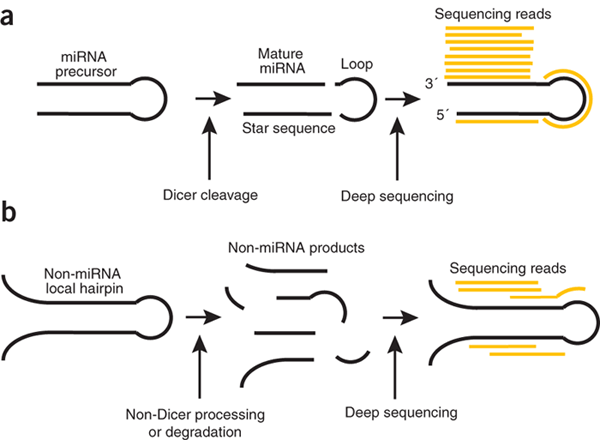 a
miRNA
precursor
Mature
miRNA
Loop
Sequencing reads
3´
5´
Star sequence
Dicer cleavage
Deep sequencing
b
Non-miRNA
local hairpin
Non-miRNA products
Sequencing reads
Non-Dicer processing
or degradation
Deep sequencing